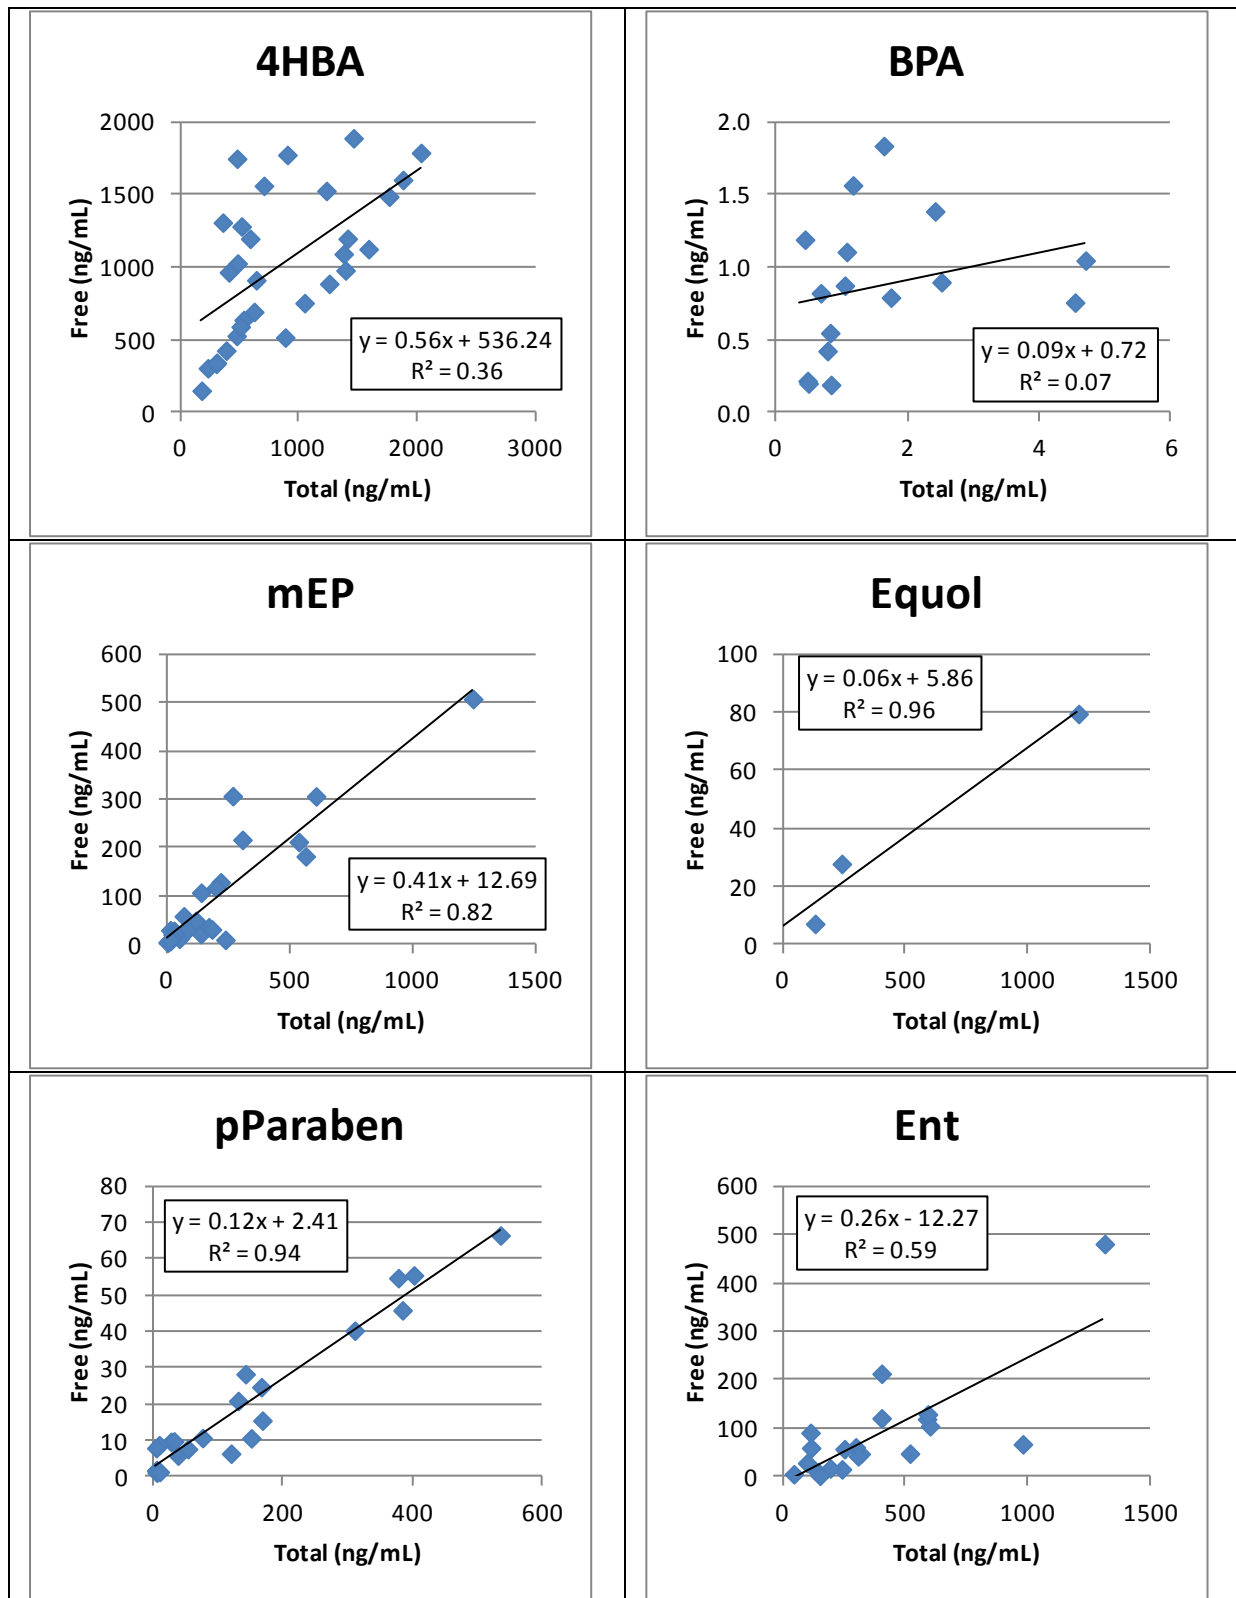 4HBA
2000
1500
1000
500
0
Free (ng/mL)
y = 0.56x + 536.24
R² = 0.36
0 1000 2000 3000
Total (ng/mL)
BPA
2.0
1.5
1.0
0.5
0.0
Free (ng/mL)
y = 0.09x + 0.72
R² = 0.07
0 2 4 6
Total (ng/mL)
mEP
600
500
400
300
200
100
0
Free (ng/mL)
y = 0.41x + 12.69
R² = 0.82
0 500 1000 1500
Total (ng/mL)
Equol
100
80
60
40
20
0
Free (ng/mL)
y = 0.06x + 5.86
R² = 0.96
0 500 1000 1500
Total (ng/mL)
pParaben
80
70
60
50
40
30
20
10
0
Free (ng/mL)
y = 0.12x + 2.41
R² = 0.94
0 200 400 600
Total (ng/mL)
Ent
600
500
400
300
200
100
0
Free (ng/mL)
y = 0.26x - 12.27
R² = 0.59
0 500 1000 1500
Total (ng/mL)